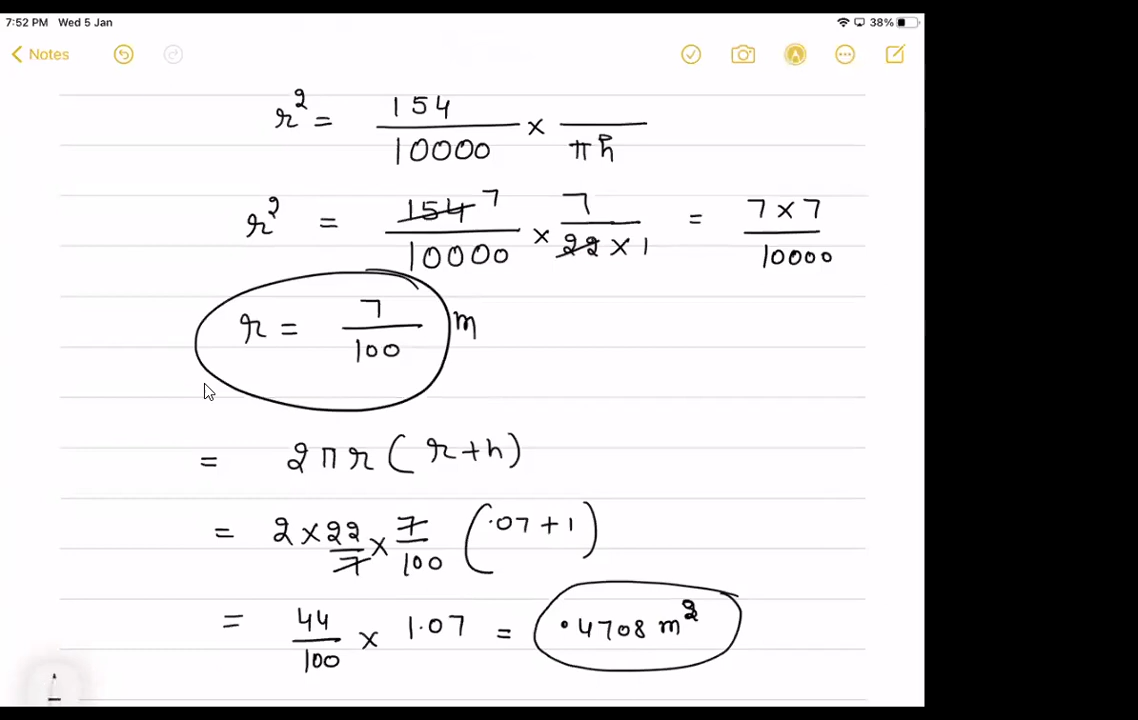 7:52 PM Wed 5 Jan 38%
Notes
r² = 154/10000 × /πh
r² = 154 7/10000 × 7/22×1 = 7×7/10000
r = 7/100 m
= 2πr(r+h)
= 2×22/7×7/100 (.07+1)
= 44/100 × 1.07 = .4708 m²